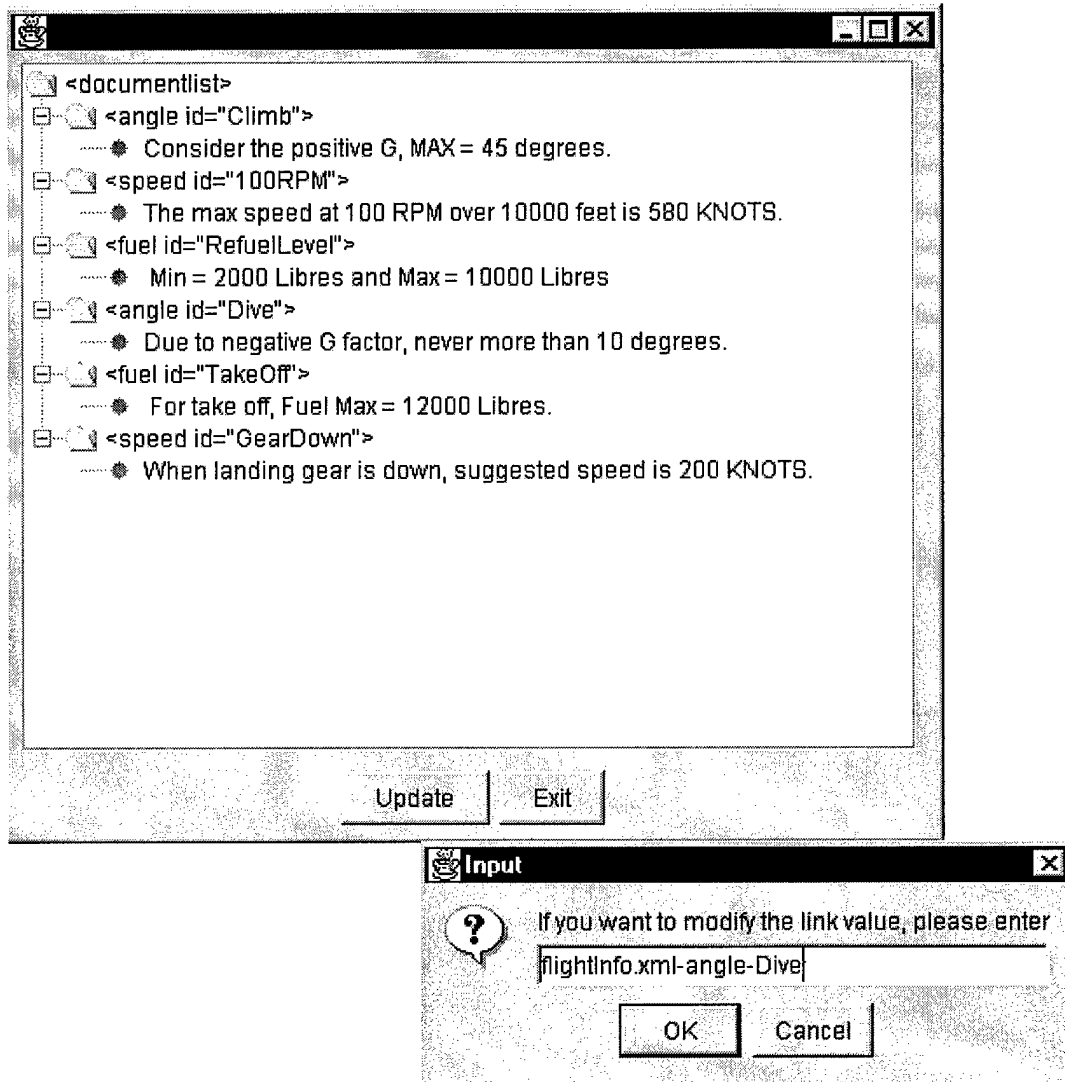 <documentlist>
<angle id="Climb">
Consider the positive G, MAX = 45 degrees.
<speed id="100RPM">
The max speed at 100 RPM over 10000 feet is 580 KNOTS.
<fuel id="RefuelLevel">
Min = 2000 Libres and Max = 10000 Libres
<angle id="Dive">
Due to negative G factor, never more than 10 degrees.
<fuel id="TakeOff">
For take off, Fuel Max = 12000 Libres.
<speed id="GearDown">
When landing gear is down, suggested speed is 200 KNOTS.
Update Exit
Input
If you want to modify the link value, please enter
flightInfo.xml-angle-Dive
OK Cancel